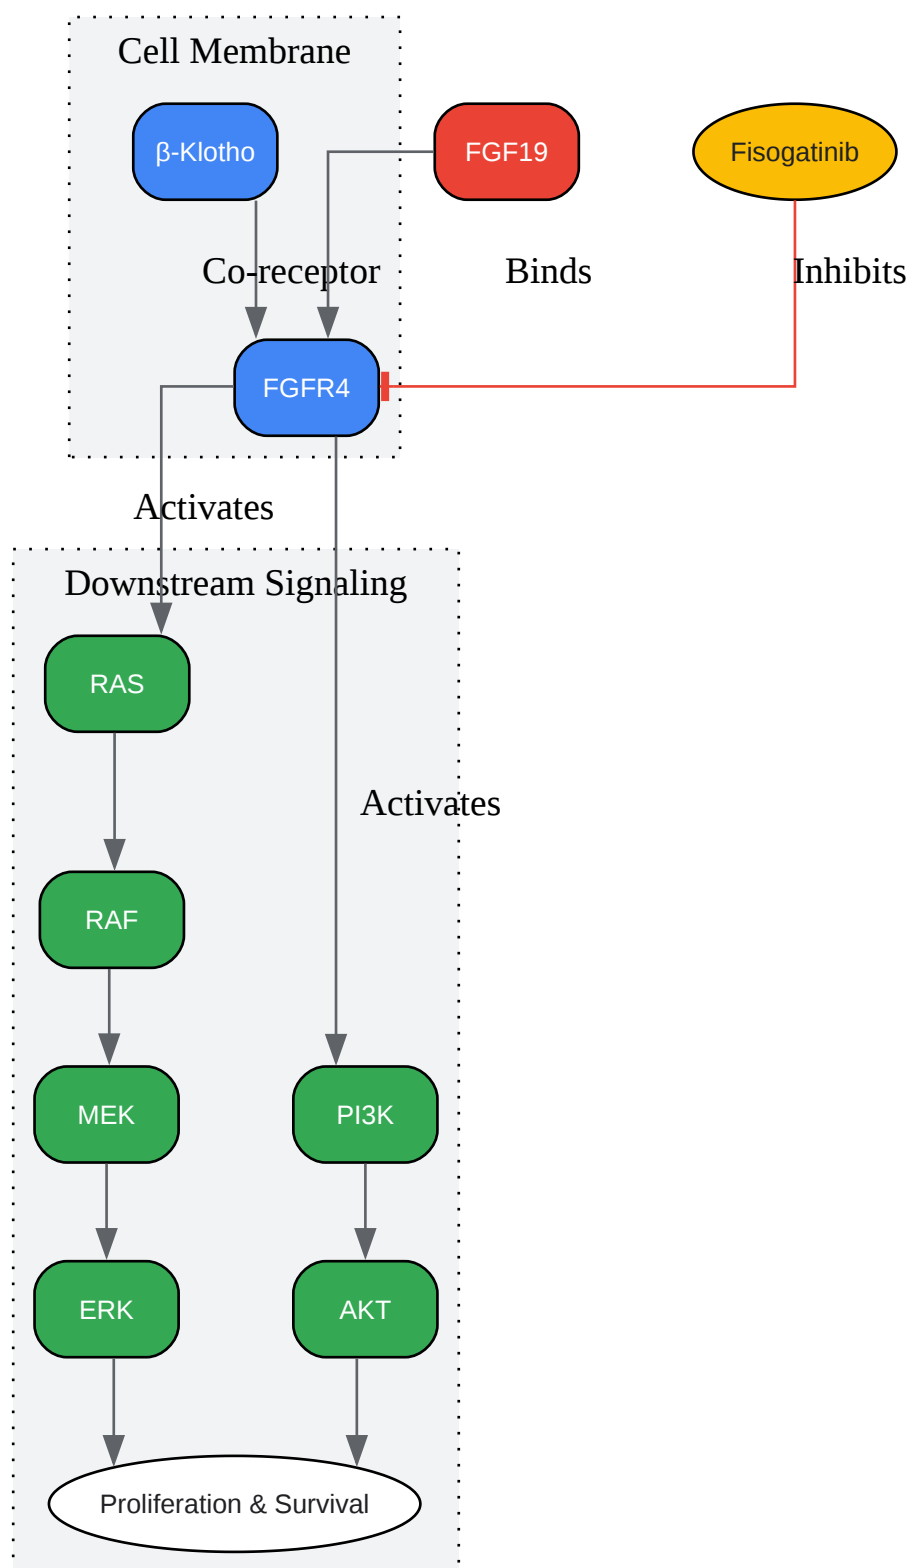 Cell Membrane
β-Klotho
FGF19
Fisogatinib
Co-receptor
Binds
Inhibits
FGFR4
Activates
Downstream Signaling
RAS
Activates
RAF
MEK
PI3K
ERK
AKT
Proliferation & Survival